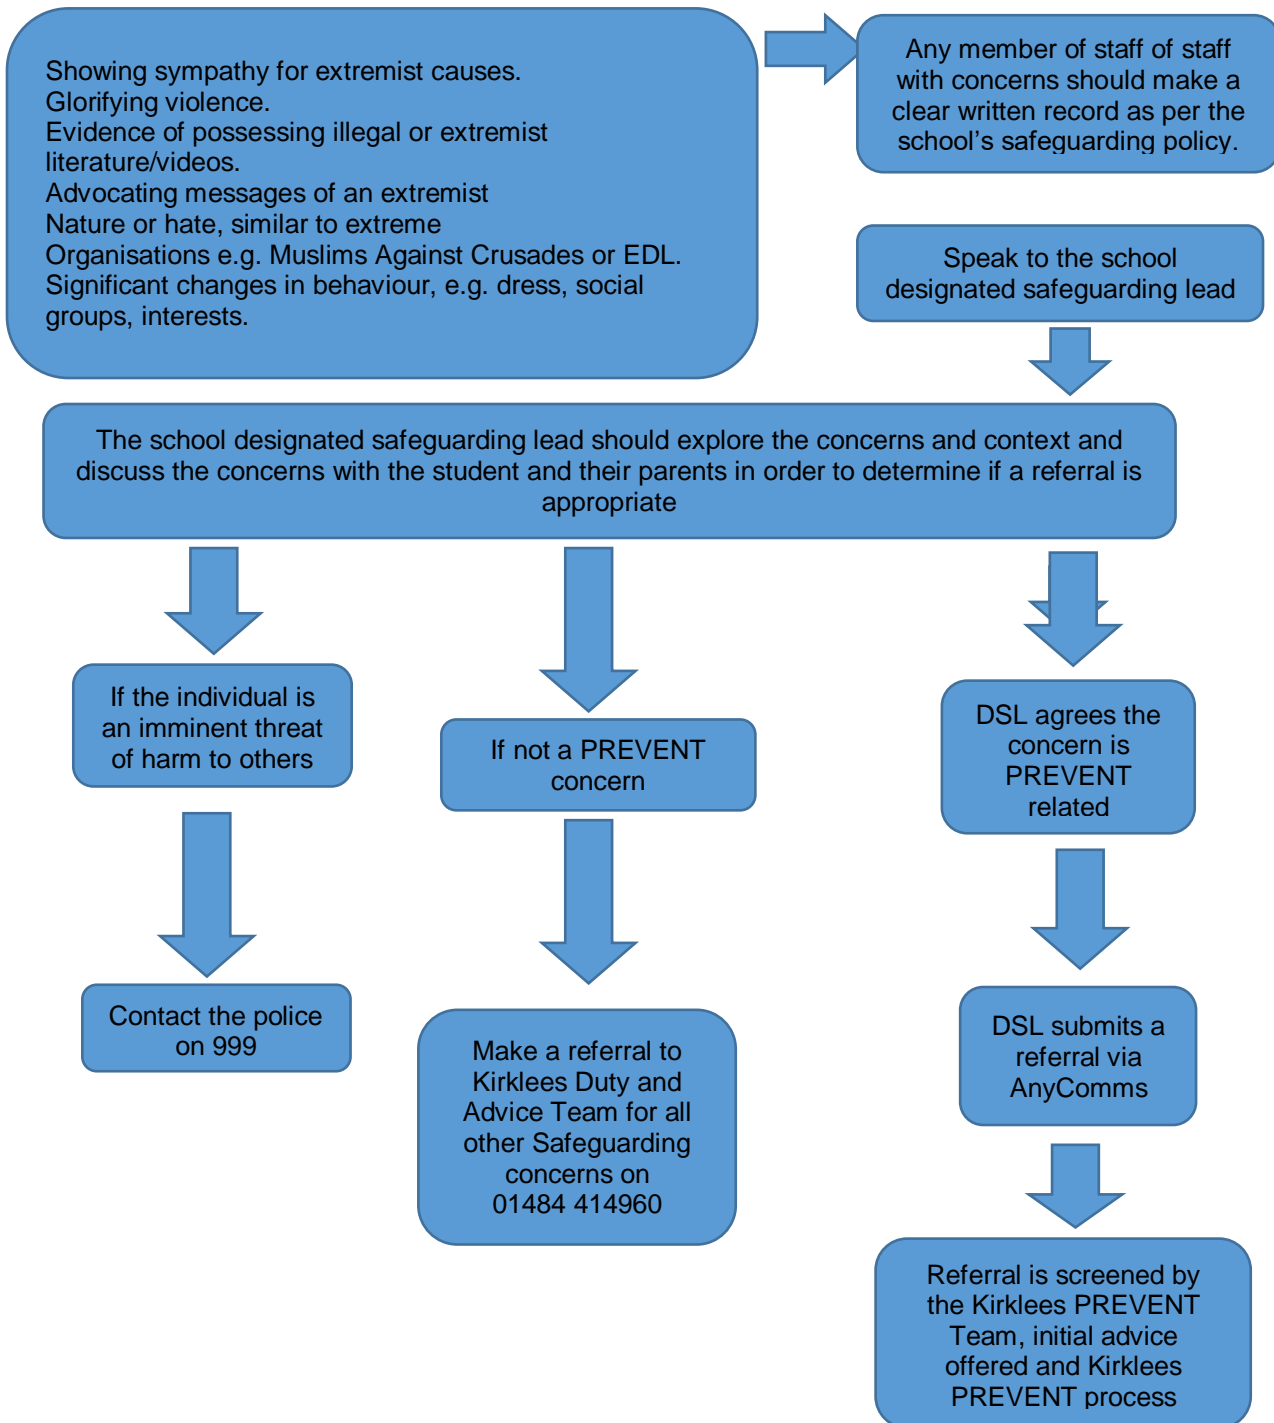 Showing sympathy for extremist causes.
Glorifying violence.
Evidence of possessing illegal or extremist
literature/videos.
Advocating messages of an extremist
Nature or hate, similar to extreme
Organisations e.g. Muslims Against Crusades or EDL.
Significant changes in behaviour, e.g. dress, social
groups, interests.
Any member of staff of staff
with concerns should make a
clear written record as per the
school’s safeguarding policy.
Speak to the school
designated safeguarding lead
The school designated safeguarding lead should explore the concerns and context and
discuss the concerns with the student and their parents in order to determine if a referral is
appropriate
If the individual is
an imminent threat
of harm to others
Contact the police
on 999
If not a PREVENT
concern
Make a referral to
Kirklees Duty and
Advice Team for all
other Safeguarding
concerns on
01484 414960
DSL agrees the
concern is
PREVENT
related
DSL submits a
referral via
AnyComms
Referral is screened by
the Kirklees PREVENT
Team, initial advice
offered and Kirklees
PREVENT process